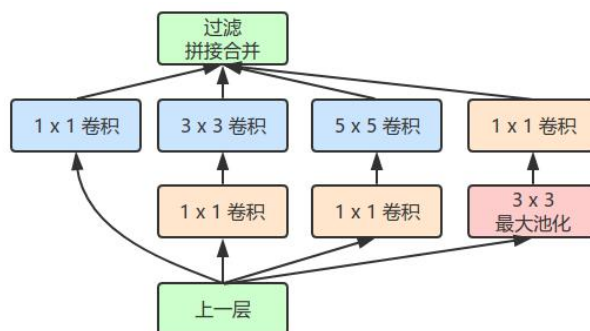 过滤
拼接合并
1 x 1 卷积
3 x 3 卷积
5 x 5 卷积
1 x 1 卷积
1 x 1 卷积
1 x 1 卷积
3 x 3
最大池化
上一层